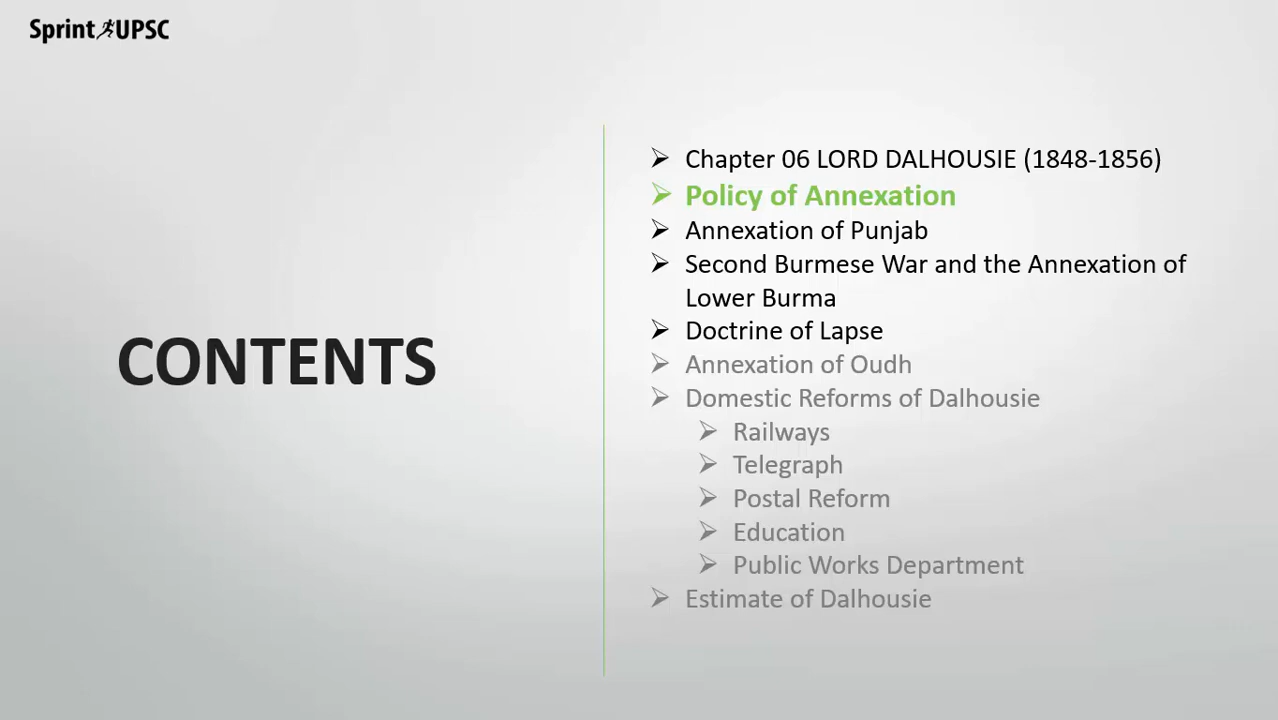 Sprint UPSC
CONTENTS
Chapter 06 LORD DALHOUSIE (1848-1856)
Policy of Annexation
Annexation of Punjab
Second Burmese War and the Annexation of
Lower Burma
Doctrine of Lapse
Annexation of Oudh
Domestic Reforms of Dalhousie
Railways
Telegraph
Postal Reform
Education
Public Works Department
Estimate of Dalhousie